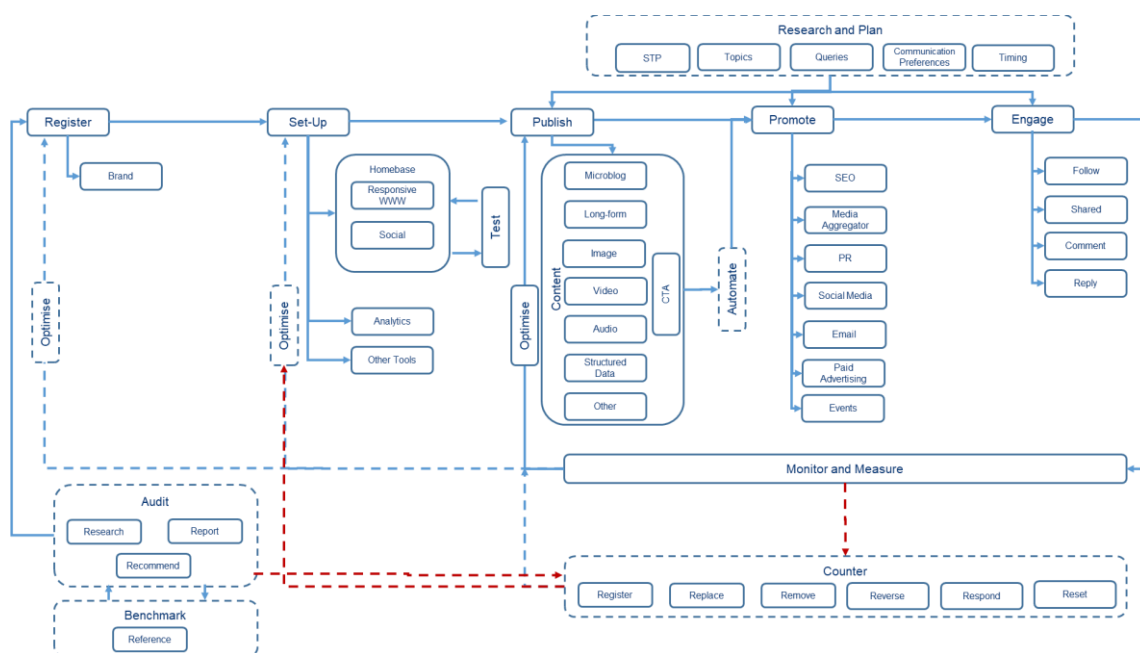 Research and Plan
STP
Topics
Queries
Communication
Preferences
Timing
Register
Set-Up
Publish
Promote
Engage
Brand
Homebase
Responsive
WWW
Social
Test
Analytics
Other Tools
Microblog
Long-form
Image
Video
Audio
Structured
Data
Other
Content
CTA
Automate
SEO
Media
Aggregator
PR
Social Media
Email
Paid
Advertising
Events
Follow
Shared
Comment
Reply
Optimise
Optimise
Optimise
Monitor and Measure
Audit
Research
Report
Recommend
Benchmark
Reference
Counter
Register
Replace
Remove
Reverse
Respond
Reset